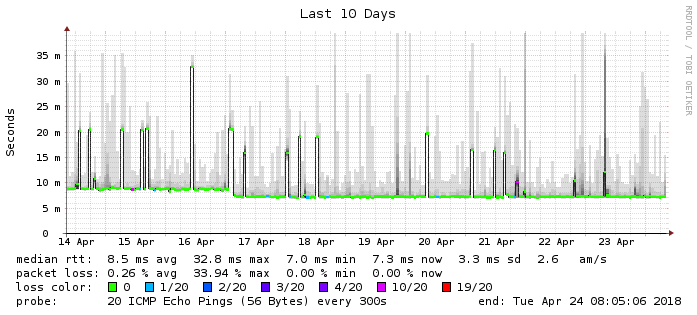 Last 10 Days
RRDTOOL / TOBI OETIKER
Seconds
35 m
30 m
25 m
20 m
15 m
10 m
5 m
0
14 Apr 15 Apr 16 Apr 17 Apr 18 Apr 19 Apr 20 Apr 21 Apr 22 Apr 23 Apr
median rtt: 8.5 ms avg 32.8 ms max 7.0 ms min 7.3 ms now 3.3 ms sd 2.6 am/s
packet loss: 0.26 % avg 33.94 % max 0.00 % min 0.00 % now
loss color: 0 1/20 2/20 3/20 4/20 10/20 19/20
probe: 20 ICMP Echo Pings (56 Bytes) every 300s end: Tue Apr 24 08:05:06 2018